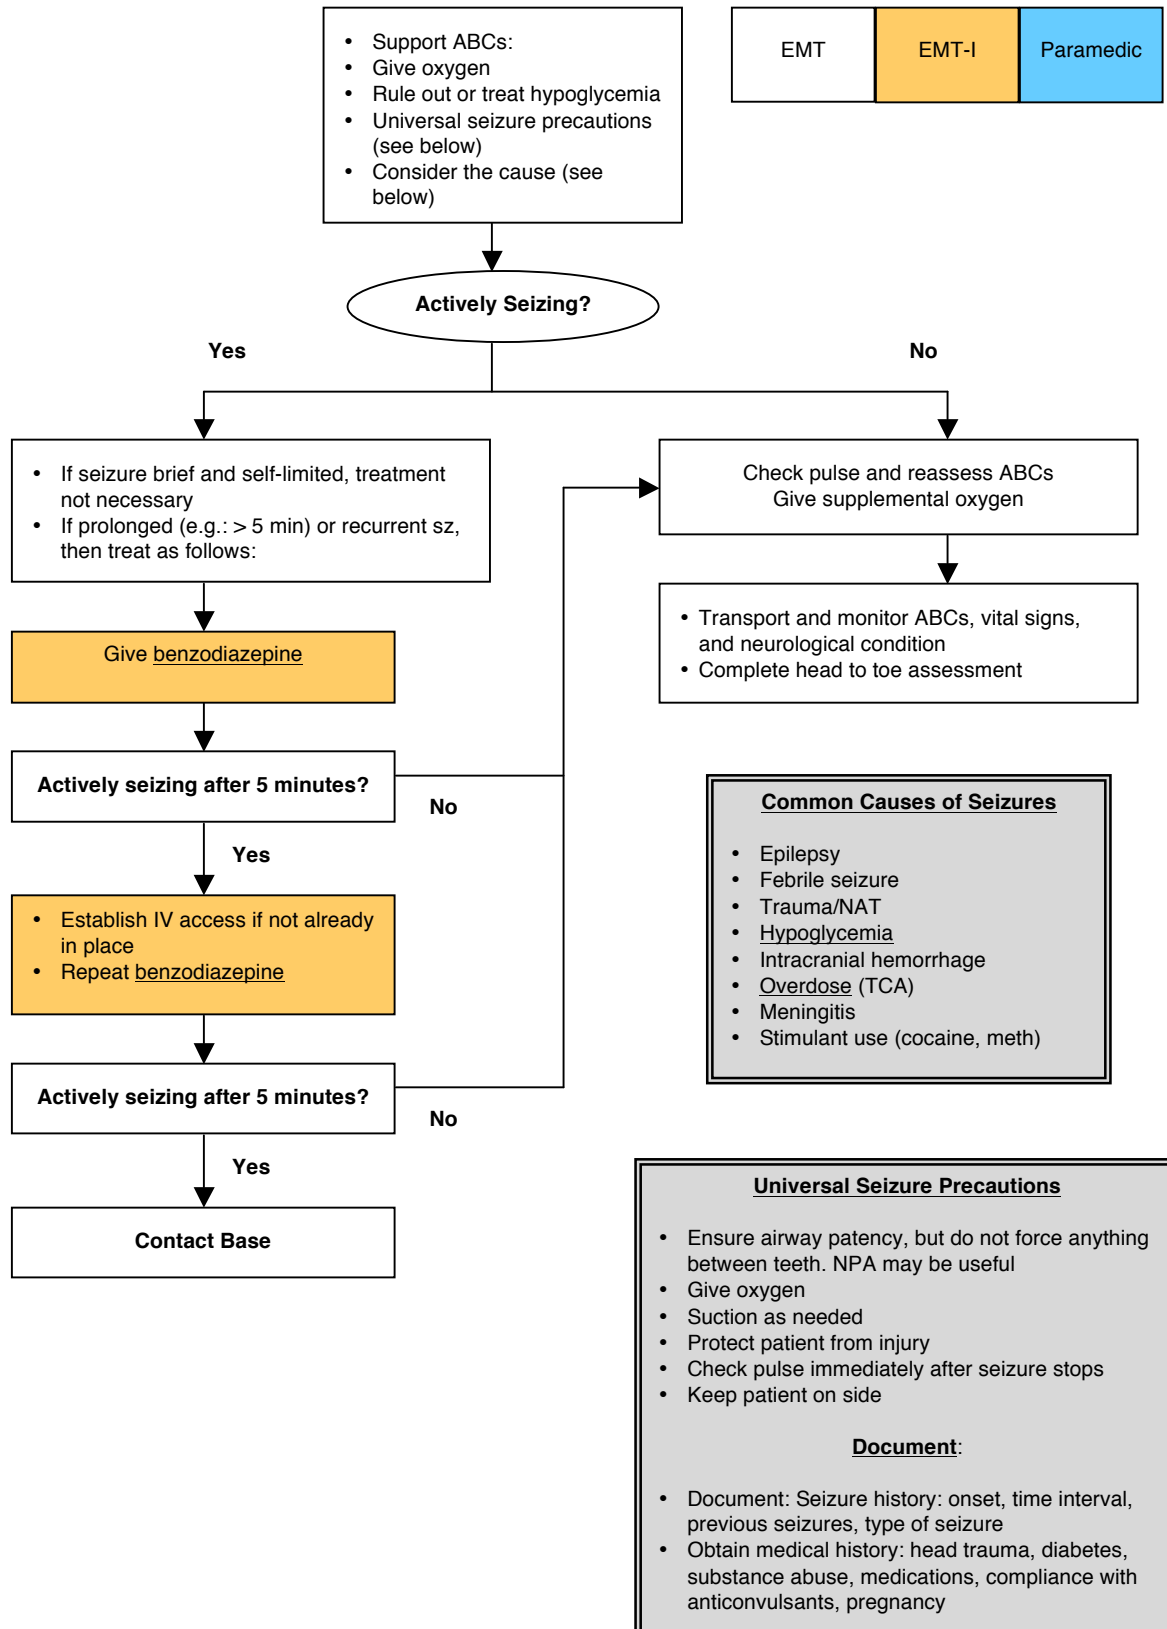 • Support ABCs:
• Give oxygen
• Rule out or treat hypoglycemia
• Universal seizure precautions
(see below)
• Consider the cause (see
below)
EMT
EMT-I
Paramedic
Actively Seizing?
Yes
No
• If seizure brief and self-limited, treatment
not necessary
• If prolonged (e.g.: > 5 min) or recurrent sz,
then treat as follows:
Check pulse and reassess ABCs
Give supplemental oxygen
• Transport and monitor ABCs, vital signs,
and neurological condition
• Complete head to toe assessment
Give benzodiazepine
Actively seizing after 5 minutes?
No
Yes
• Establish IV access if not already
in place
• Repeat benzodiazepine
Actively seizing after 5 minutes?
No
Yes
Contact Base
Common Causes of Seizures
• Epilepsy
• Febrile seizure
• Trauma/NAT
• Hypoglycemia
• Intracranial hemorrhage
• Overdose (TCA)
• Meningitis
• Stimulant use (cocaine, meth)
Universal Seizure Precautions
• Ensure airway patency, but do not force anything
between teeth. NPA may be useful
• Give oxygen
• Suction as needed
• Protect patient from injury
• Check pulse immediately after seizure stops
• Keep patient on side
Document:
• Document: Seizure history: onset, time interval,
previous seizures, type of seizure
• Obtain medical history: head trauma, diabetes,
substance abuse, medications, compliance with
anticonvulsants, pregnancy